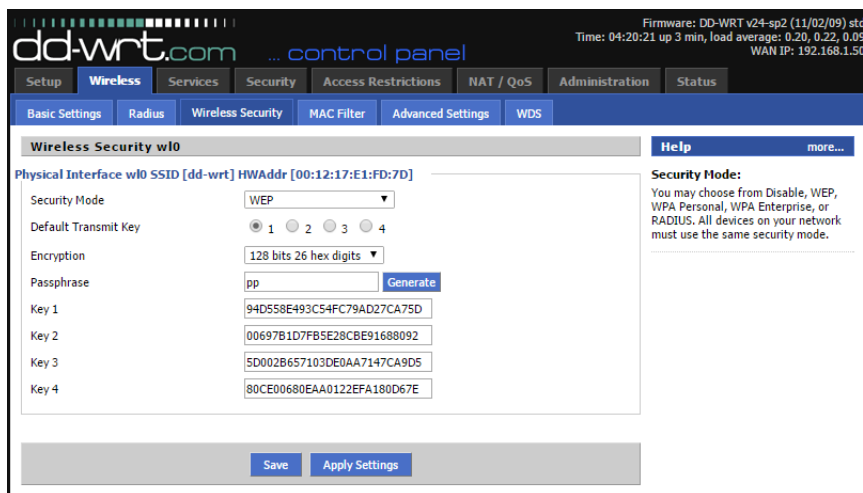 Firmware: DD-WRT v24-sp2 (11/02/09) std
Time: 04:20:21 up 3 min, load average: 0.20, 0.22, 0.09
WAN IP: 192.168.1.50
dd-wrt.com ... control panel
Setup Wireless Services Security Access Restrictions NAT / QoS Administration Status
Basic Settings Radius Wireless Security MAC Filter Advanced Settings WDS
Wireless Security wl0
Help more...
Physical Interface wl0 SSID [dd-wrt] HWAddr [00:12:17:E1:FD:7D]
Security Mode WEP
Default Transmit Key 1 2 3 4
Encryption 128 bits 26 hex digits
Passphrase pp Generate
Key 1 94D558E493C54FC79AD27CA75D
Key 2 00697B1D7FB5E28CBE91688092
Key 3 5D002B657103DE0AA7147CA9D5
Key 4 80CE00680EAA0122EFA180D67E
Security Mode:
You may choose from Disable, WEP,
WPA Personal, WPA Enterprise, or
RADIUS. All devices on your network
must use the same security mode.
Save Apply Settings